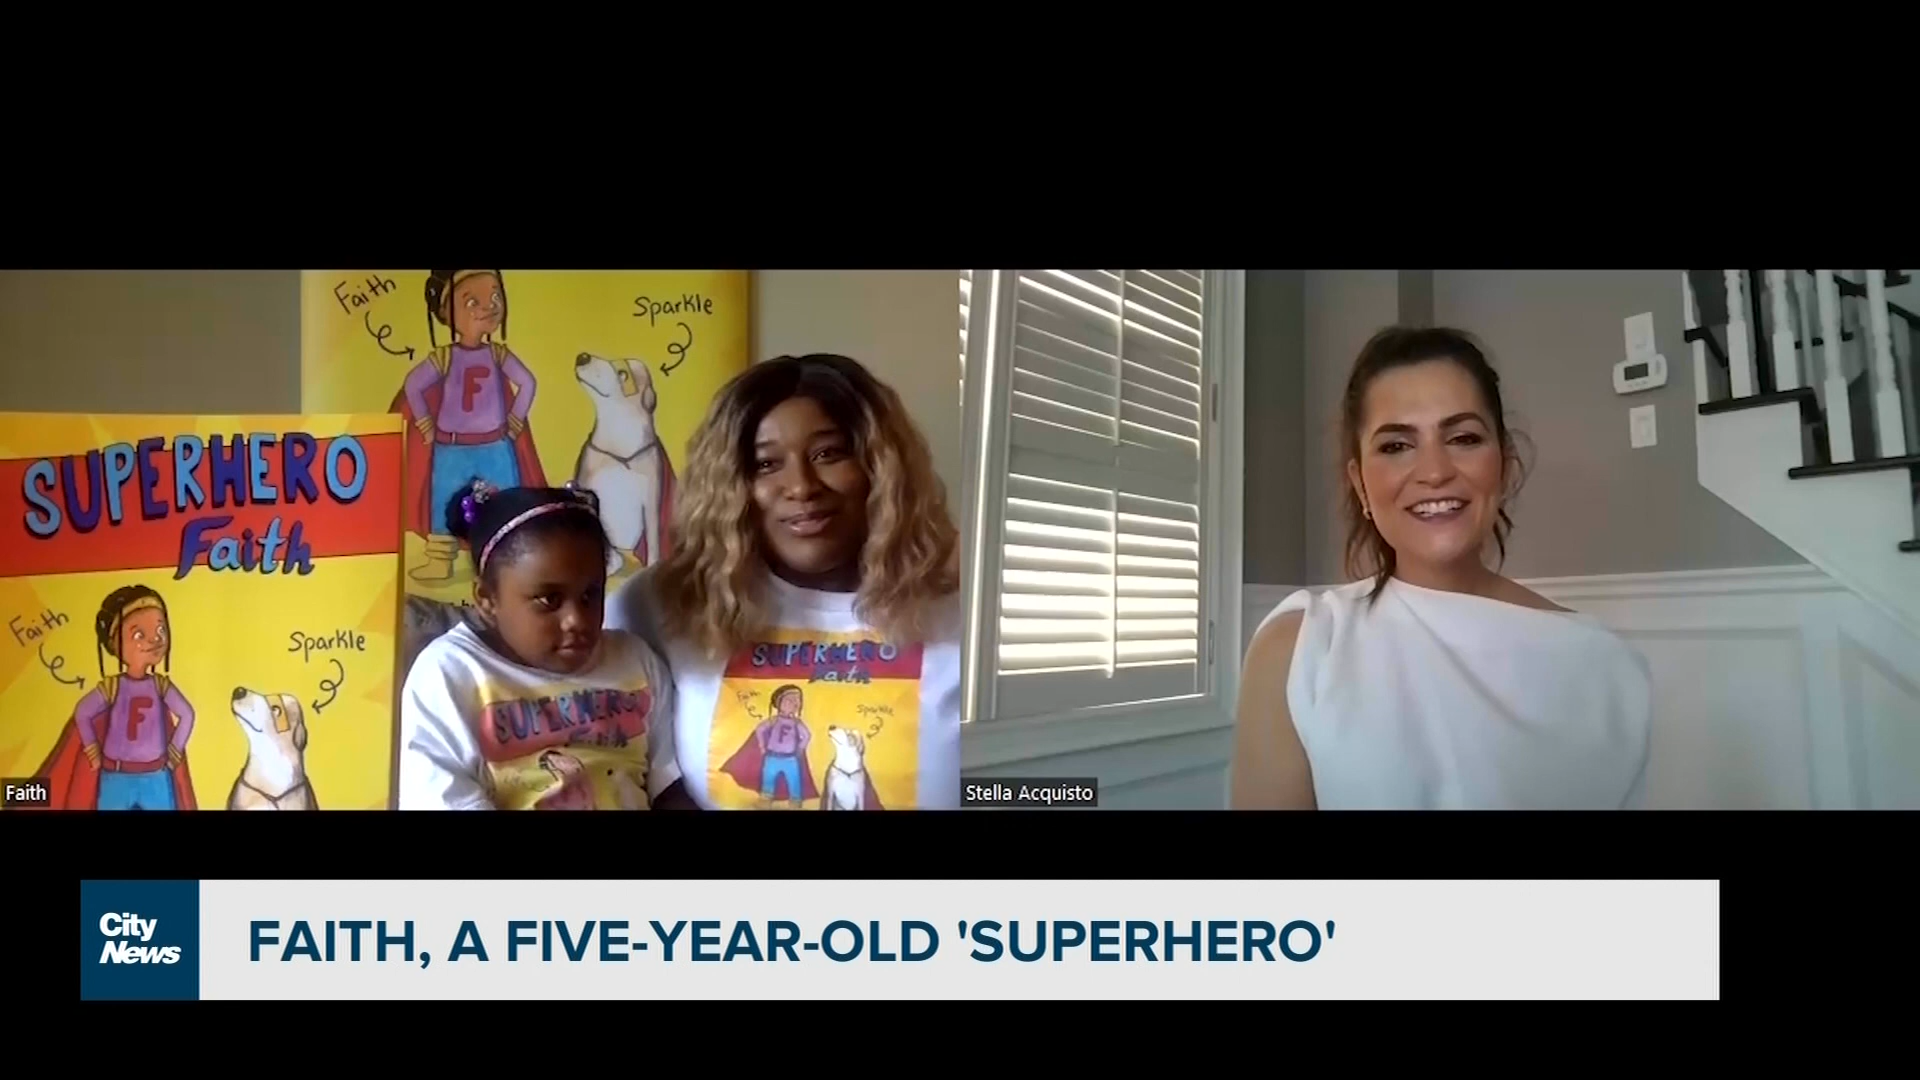 Faith
Sparkle
SUPERHERO
Faith
Faith
Sparkle
F
F
SUPERHERO
Faith
Faith
Sparkle
F
SUPERHERO
Faith
Faith
Stella Acquisto
City
News
FAITH, A FIVE-YEAR-OLD 'SUPERHERO'